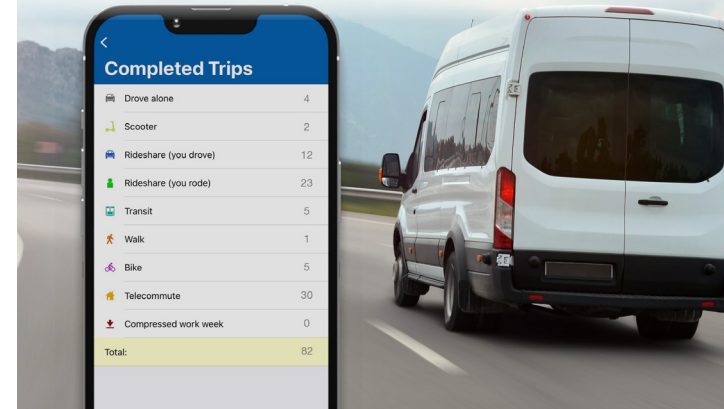 Completed Trips
Drove alone 4
Scooter 2
Rideshare (you drove) 12
Rideshare (you rode) 23
Transit 5
Walk 1
Bike 5
Telecommute 30
Compressed work week 0
Total: 82